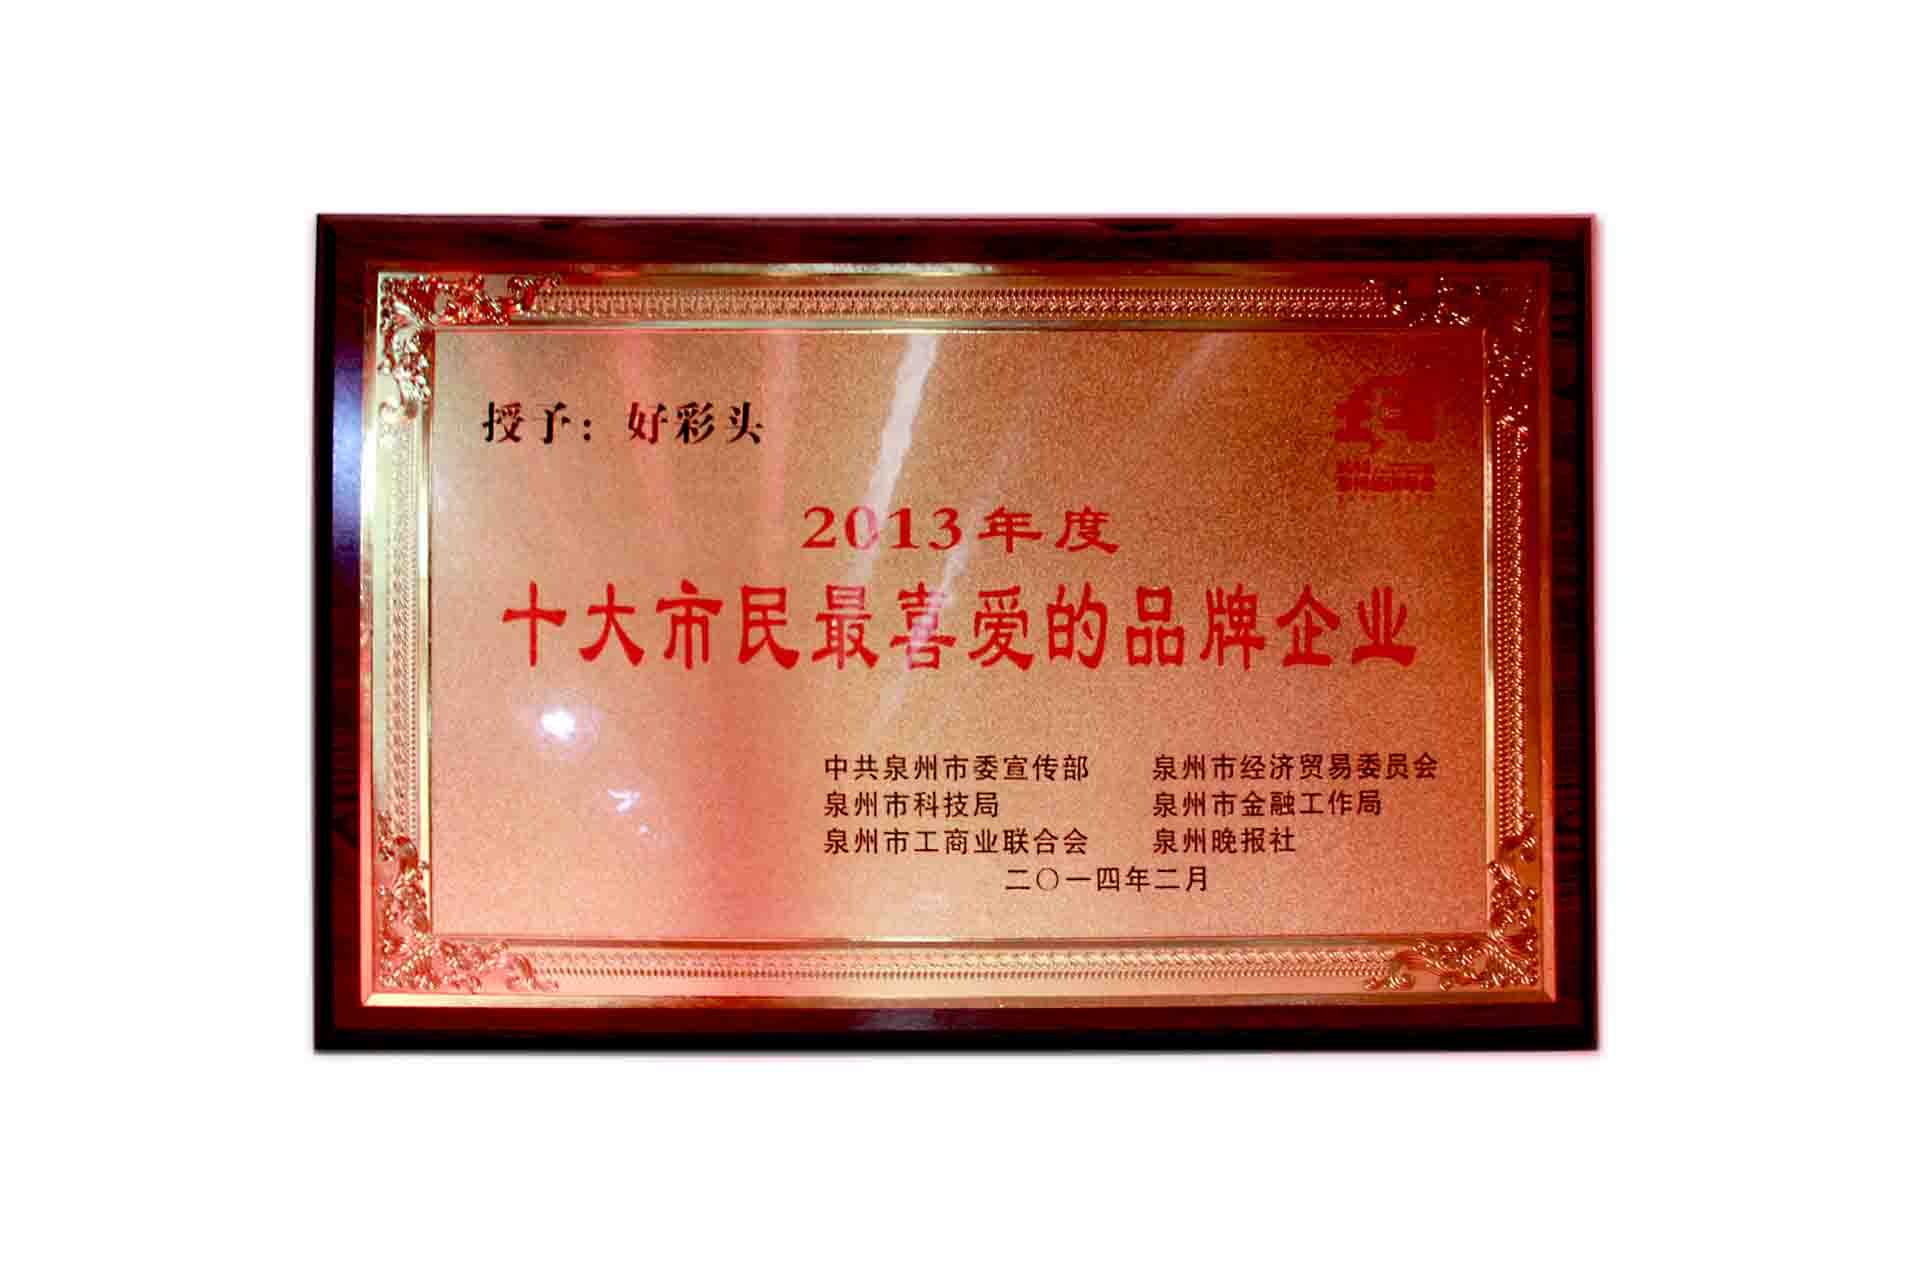 授予：好彩头
2013年度
十大市民最喜爱的品牌企业
中共泉州市委宣传部 泉州市经济贸易委员会
泉州市科技局 泉州市金融工作局
泉州市工商业联合会 泉州晚报社
二〇一四年二月